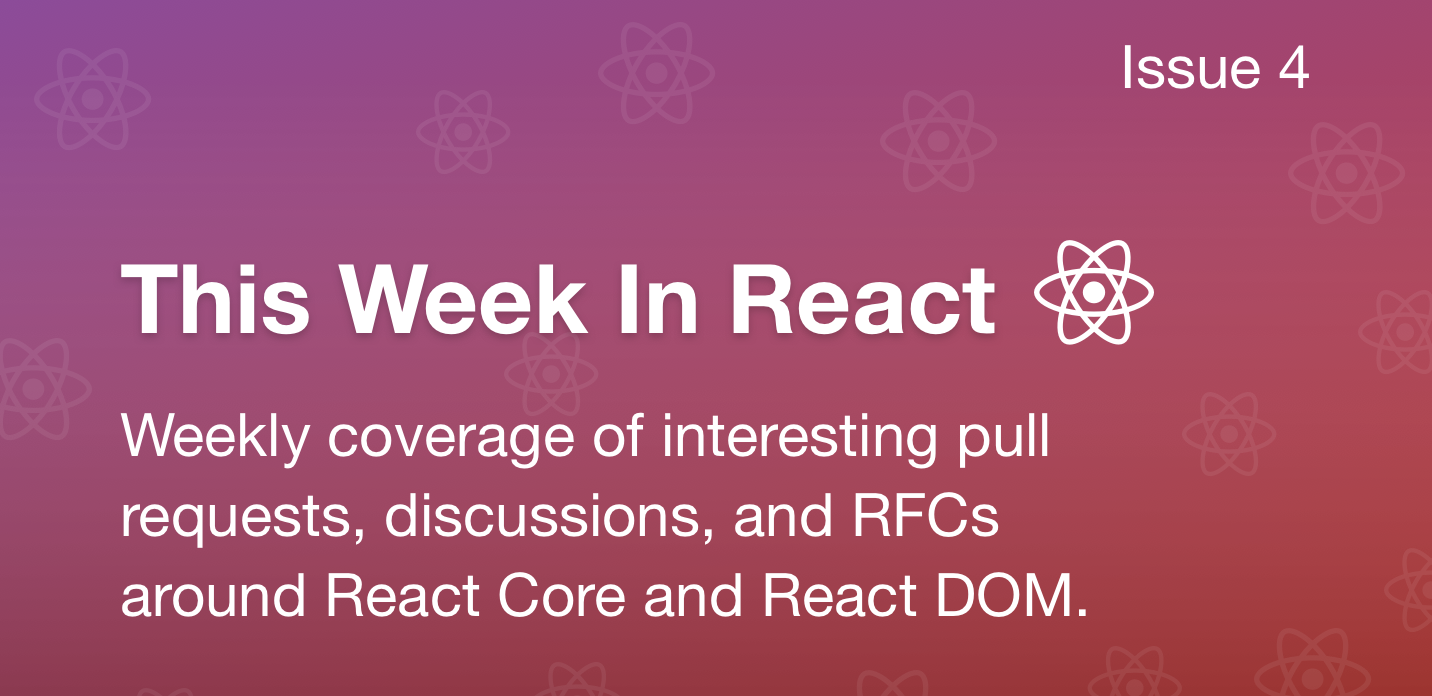 Issue 4
This Week In React
Weekly coverage of interesting pull
requests, discussions, and RFCs
around React Core and React DOM.